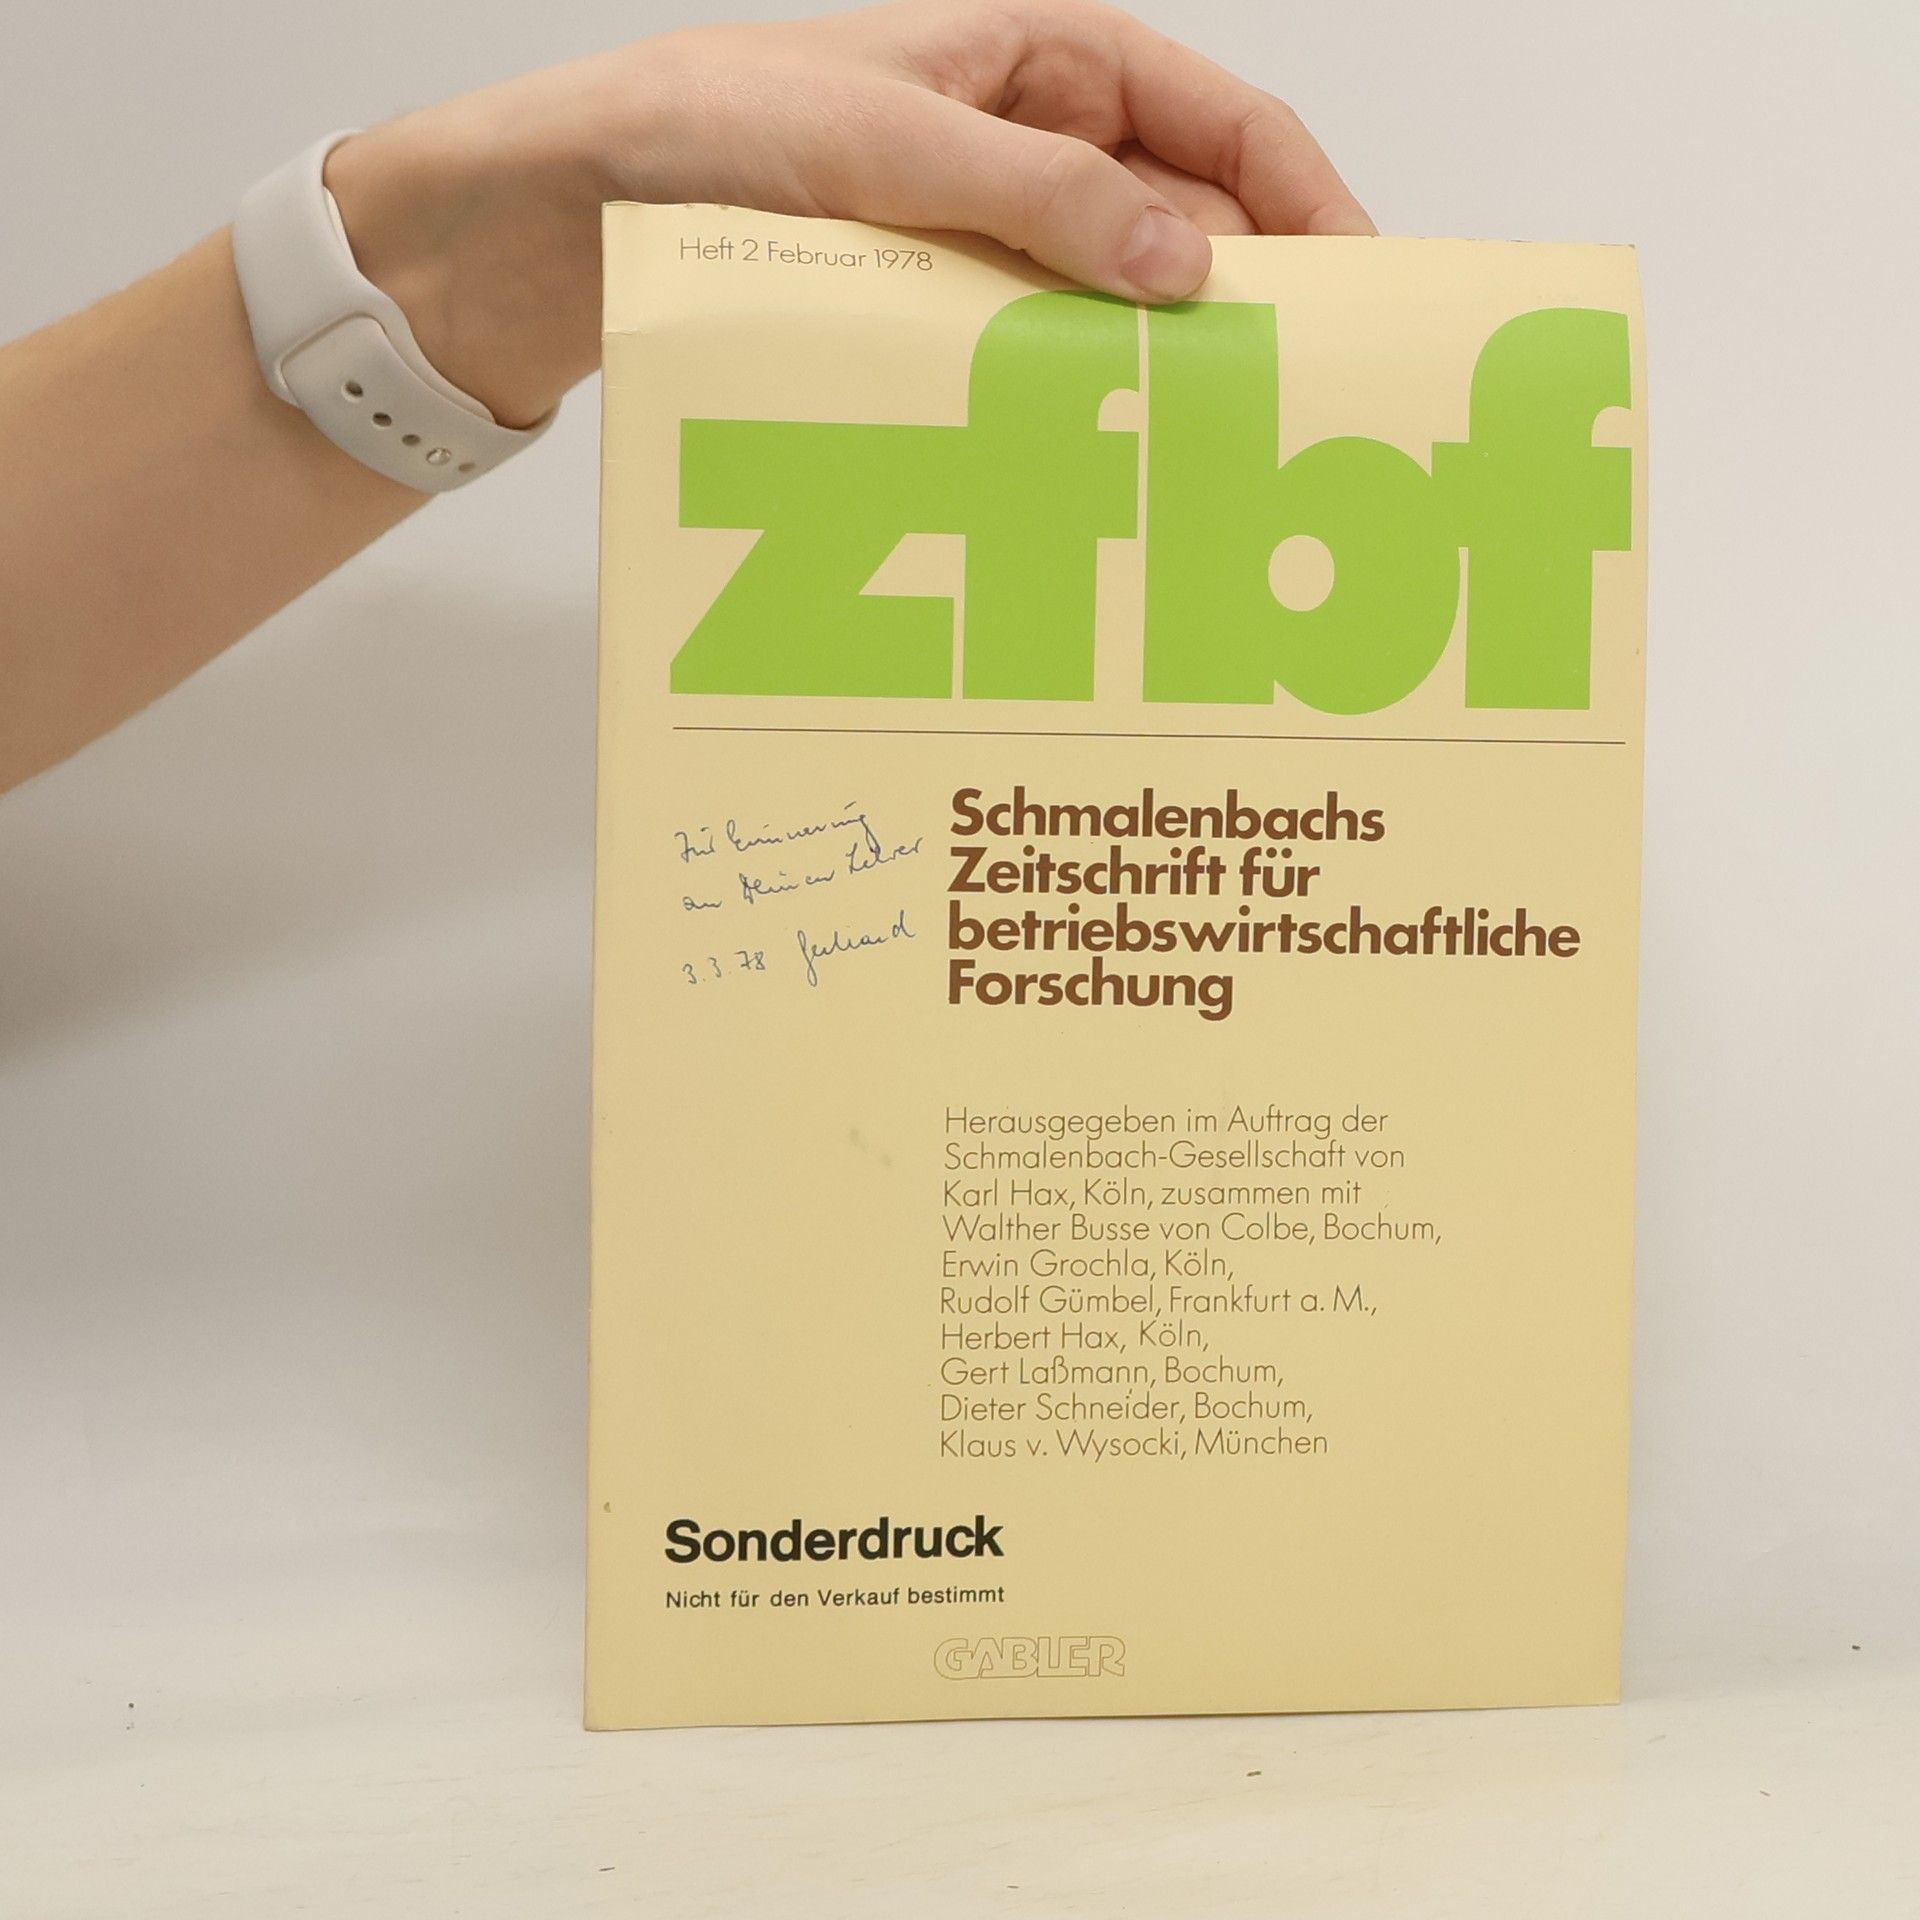 Heft 2 Februar 1978
zfbf
Zur Erinnerung
an Deinen Lehrer
3.3.78 Gerhard
Schmalenbachs
Zeitschrift für
betriebswirtschaftliche
Forschung
Herausgegeben im Auftrag der
Schmalenbach-Gesellschaft von
Karl Hax, Köln, zusammen mit
Walther Busse von Colbe, Bochum,
Erwin Grochla, Köln,
Rudolf Gümbel, Frankfurt a. M.,
Herbert Hax, Köln,
Gert Laßmann, Bochum,
Dieter Schneider, Bochum,
Klaus v. Wysocki, München
Sonderdruck
Nicht für den Verkauf bestimmt
GABLER